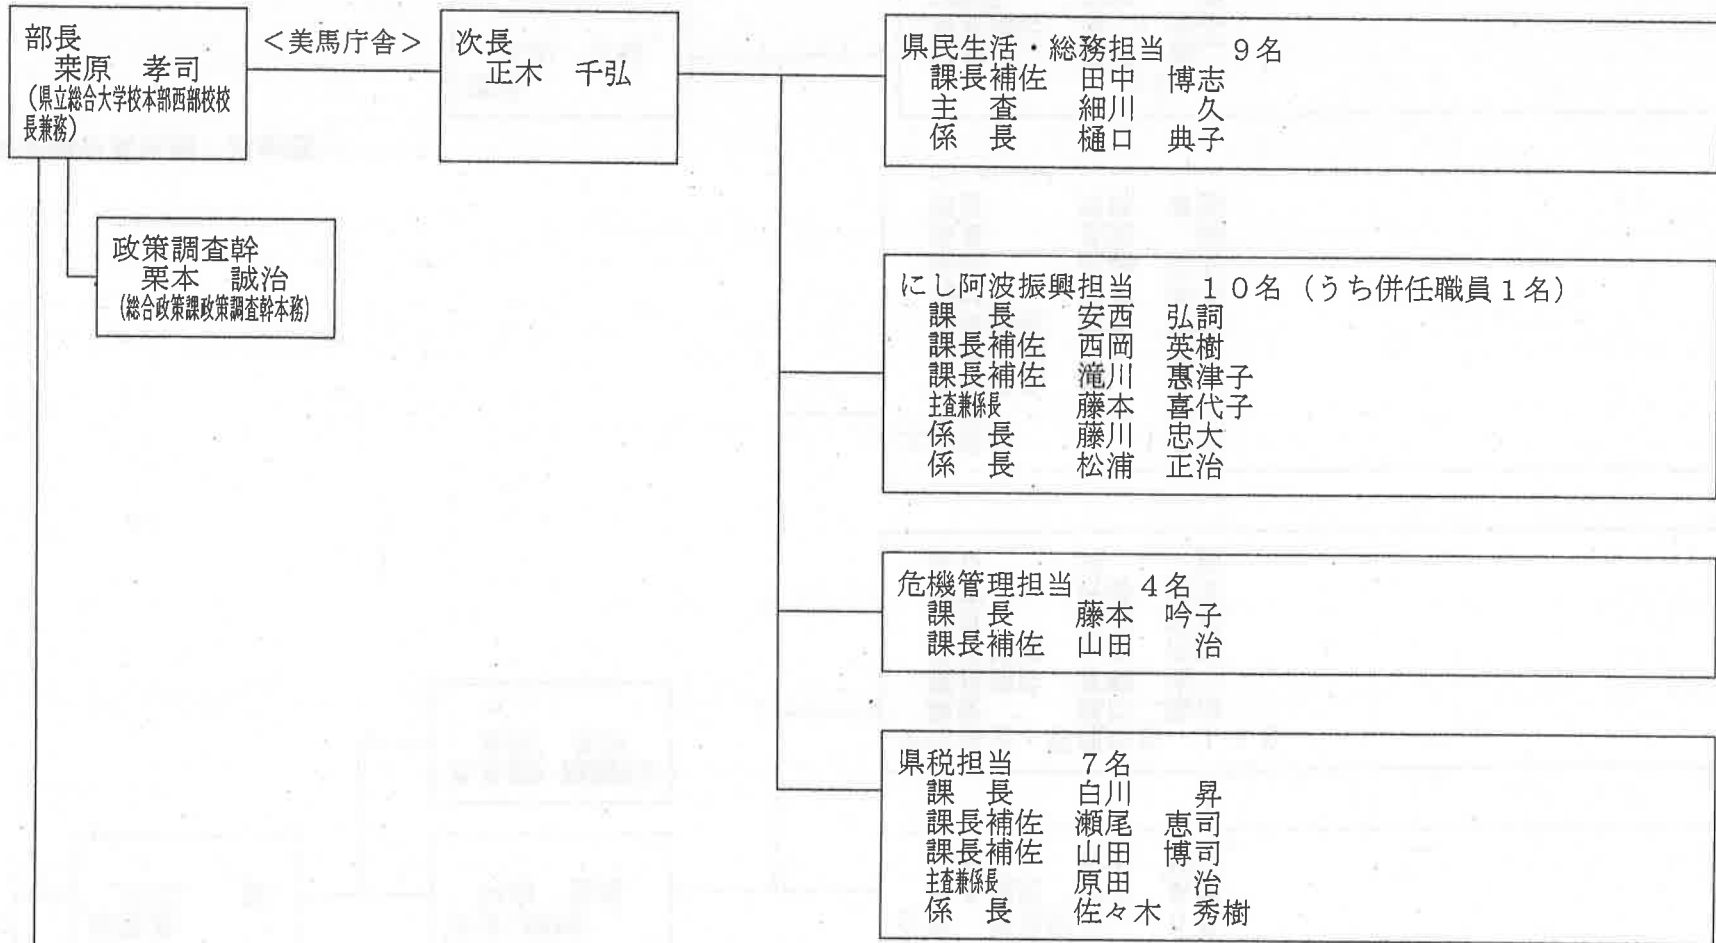 部長
桒原　孝司
(県立総合大学校本部西部校校
長兼務)
＜美馬庁舎＞
次長
正木　千弘
政策調査幹
栗本　誠治
(総合政策課政策調査幹本務)
県民生活・総務担当　　９名
課長補佐　田中　博志
主　査　　細川　　久
係　長　　樋口　典子
にし阿波振興担当　　１０名（うち併任職員１名）
課　長　　安西　弘詞
課長補佐　西岡　英樹
課長補佐　滝川　惠津子
主査兼係長　藤本　喜代子
係　長　　藤川　忠大
係　長　　松浦　正治
危機管理担当　　４名
課　長　　藤本　吟子
課長補佐　山田　　治
県税担当　　７名
課　長　　白川　　昇
課長補佐　瀬尾　恵司
課長補佐　山田　博司
主査兼係長　原田　　治
係　長　　佐々木　秀樹